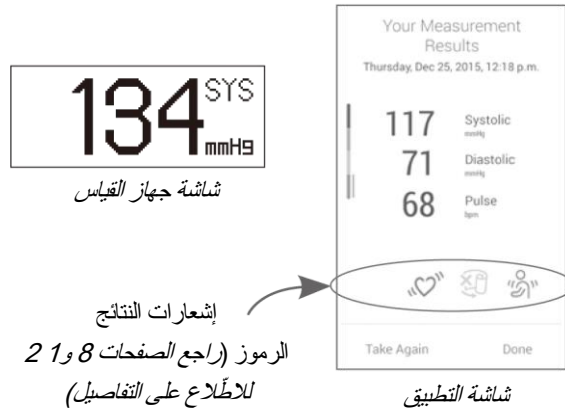 134 SYS
mmHg
شاشة جهاز القياس
إشعارات النتائج
الرموز (راجع الصفحات 8 و1 2
للاطّلاع على التفاصيل)
Your Measurement
Results
Thursday, Dec 25, 2015, 12:18 p.m.
117 Systolic
mmHg
71 Diastolic
mmHg
68 Pulse
bpm
Take Again Done
شاشة التطبيق